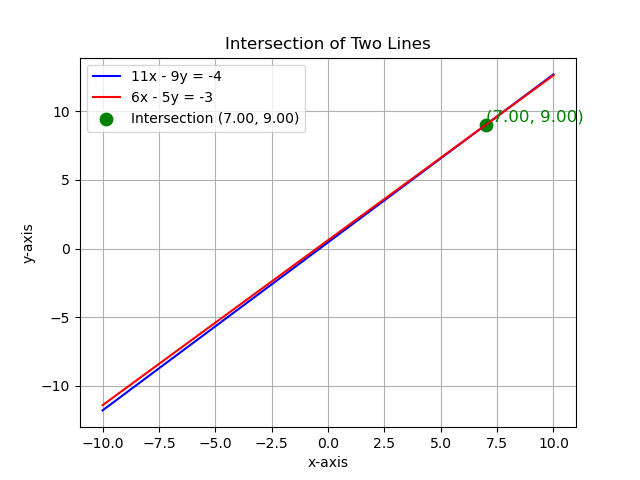 Intersection of Two Lines
11x - 9y = -4
6x - 5y = -3
Intersection (7.00, 9.00)
(7.00, 9.00)
10
5
0
−5
−10
y-axis
−10.0 −7.5 −5.0 −2.5 0.0 2.5 5.0 7.5 10.0
x-axis